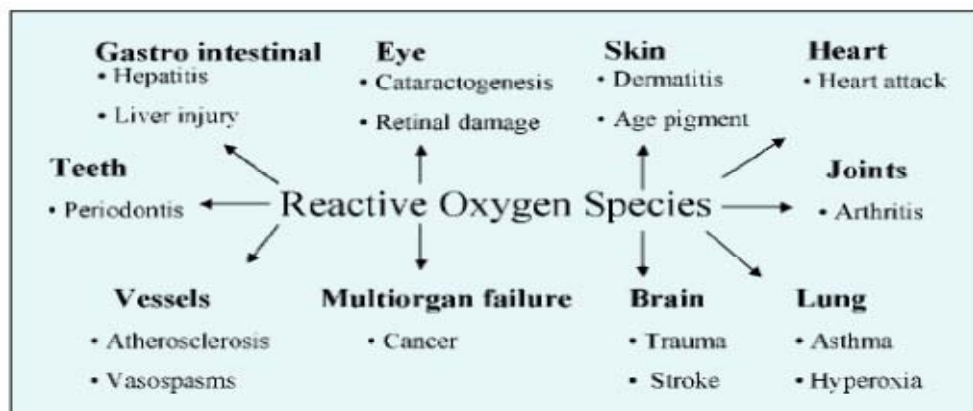 Gastro intestinal
• Hepatitis
• Liver injury
Eye
• Cataractogenesis
• Retinal damage
Skin
• Dermatitis
• Age pigment
Heart
• Heart attack
Teeth
• Periodontis
Reactive Oxygen Species
Joints
• Arthritis
Vessels
• Atherosclerosis
• Vasospasms
Multiorgan failure
• Cancer
Brain
• Trauma
• Stroke
Lung
• Asthma
• Hyperoxia